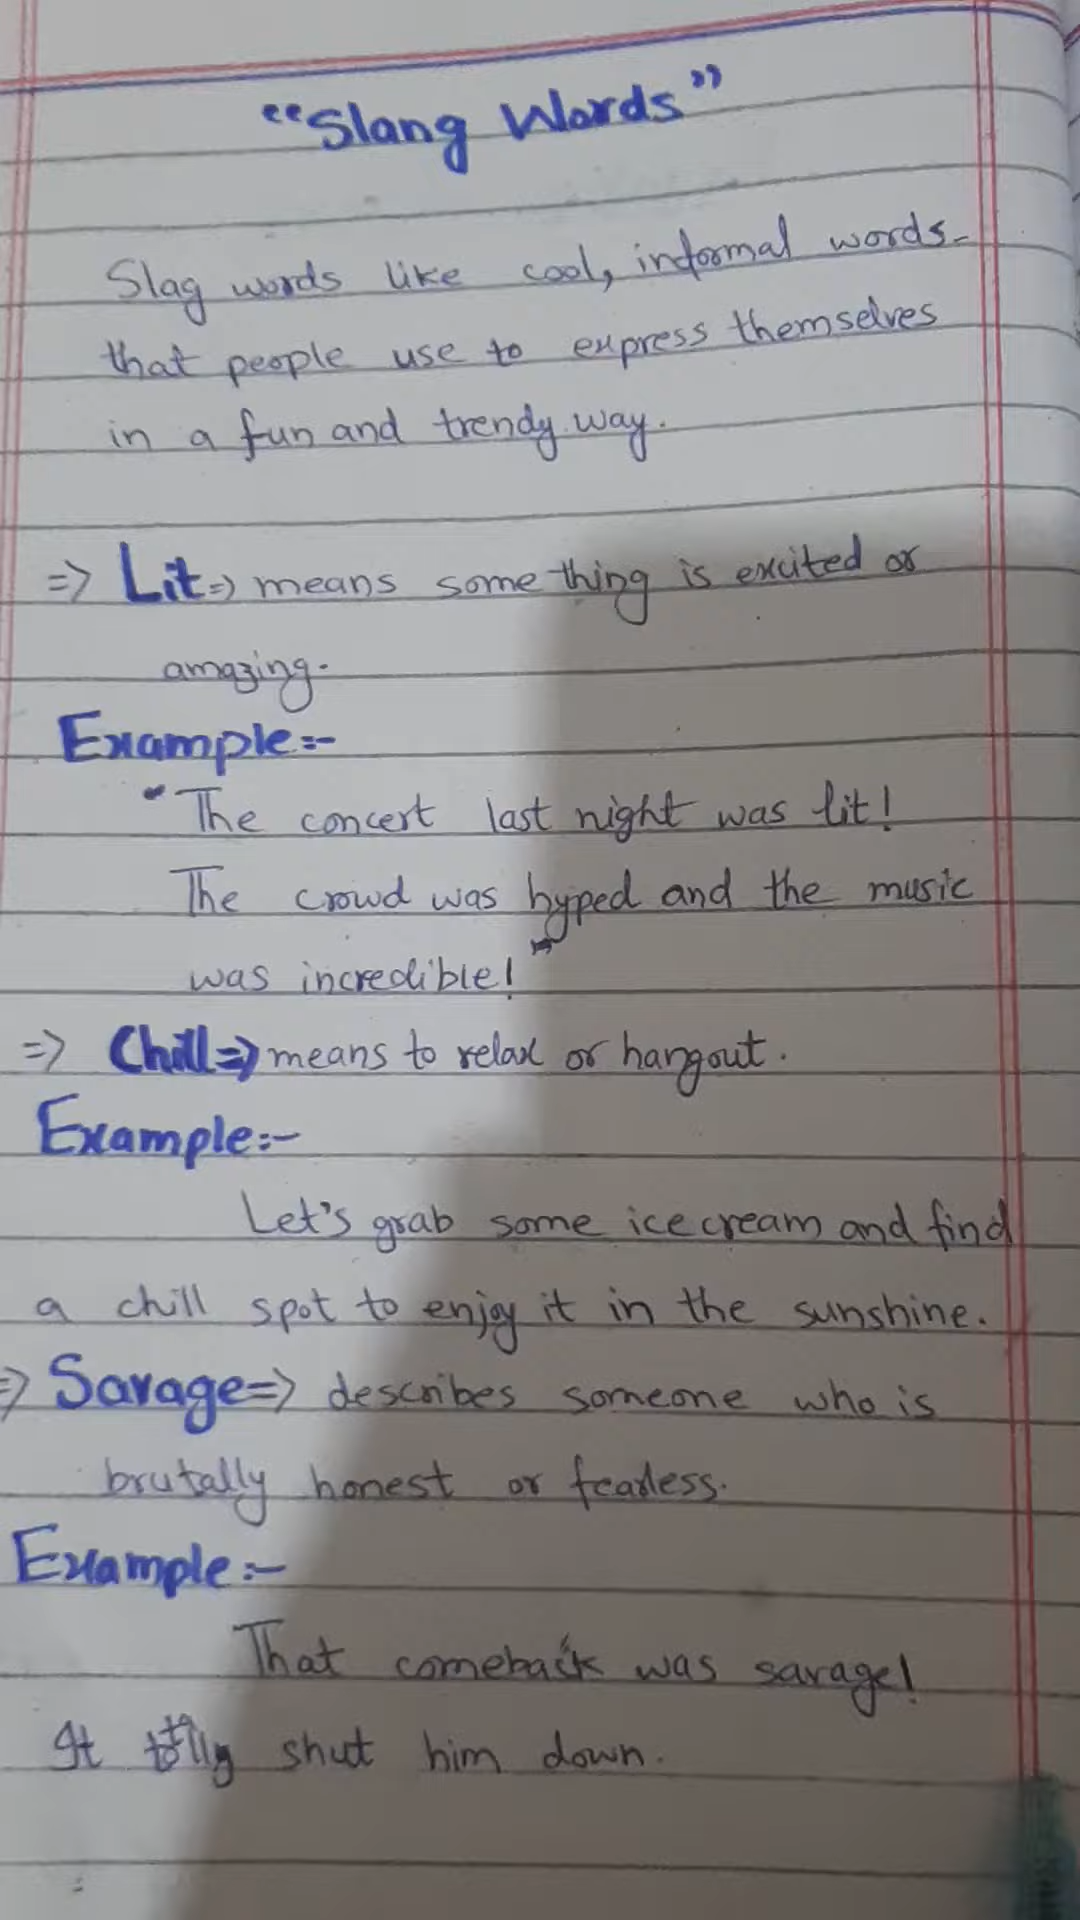 “Slang Words”
Slag words like cool, informal words
that people use to express themselves
in a fun and trendy way.
=> Lit => means something is excited or
amazing.
Example:-
"The concert last night was lit!
The crowd was hyped and the music
was incredible!"
=> Chill => means to relax or hangout.
Example:-
Let's grab some icecream and find
a chill spot to enjoy it in the sunshine.
=> Savage => describes someone who is
brutally honest or fearless.
Example:-
That comeback was savage!
It shut him down.